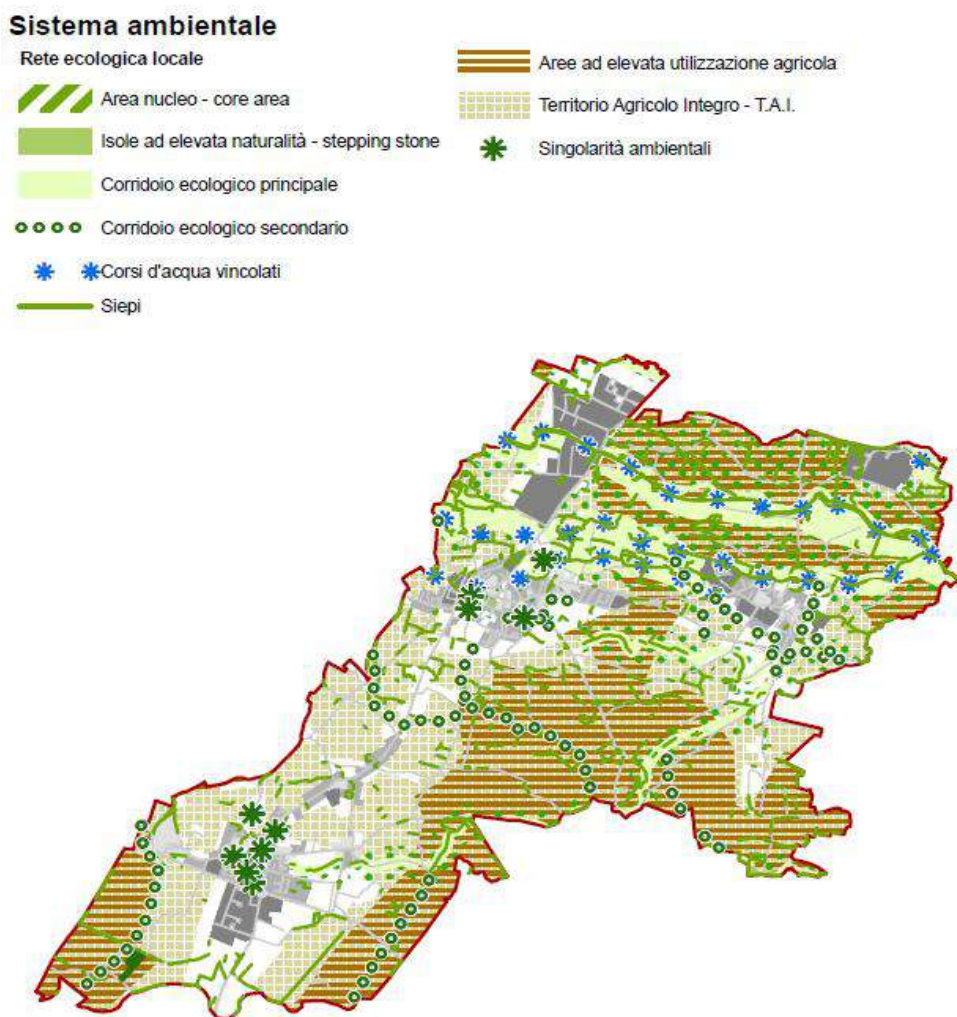 Sistema ambientale
Rete ecologica locale
Area nucleo - core area
Isole ad elevata naturalità - stepping stone
Corridoio ecologico principale
Corridoio ecologico secondario
Corsi d'acqua vincolati
Siepi
Aree ad elevata utilizzazione agricola
Territorio Agricolo Integro - T.A.I.
Singolarità ambientali